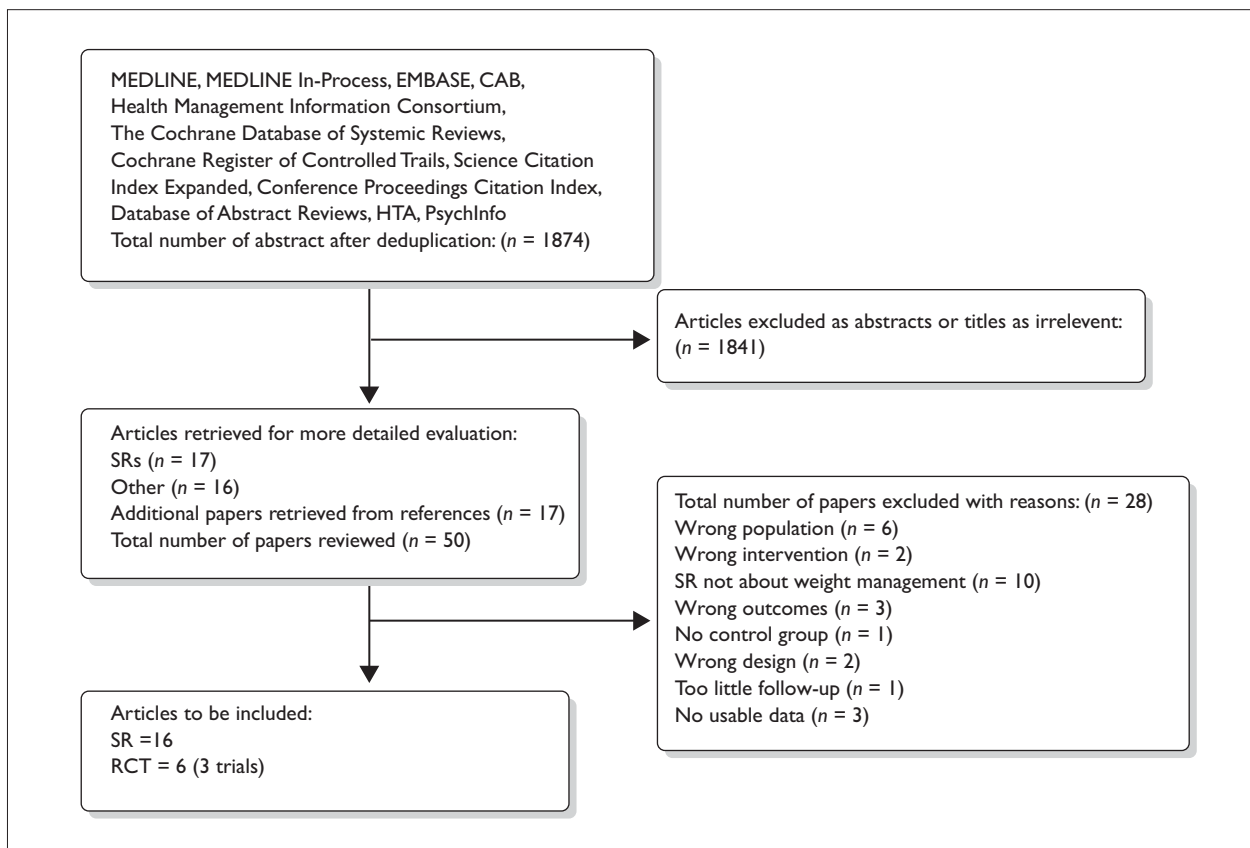 MEDLINE, MEDLINE In-Process, EMBASE, CAB,
Health Management Information Consortium,
The Cochrane Database of Systemic Reviews,
Cochrane Register of Controlled Trails, Science Citation
Index Expanded, Conference Proceedings Citation Index,
Database of Abstract Reviews, HTA, PsychInfo
Total number of abstract after deduplication: (n = 1874)
Articles excluded as abstracts or titles as irrelevent:
(n = 1841)
Articles retrieved for more detailed evaluation:
SRs (n = 17)
Other (n = 16)
Additional papers retrieved from references (n = 17)
Total number of papers reviewed (n = 50)
Total number of papers excluded with reasons: (n = 28)
Wrong population (n = 6)
Wrong intervention (n = 2)
SR not about weight management (n = 10)
Wrong outcomes (n = 3)
No control group (n = 1)
Wrong design (n = 2)
Too little follow-up (n = 1)
No usable data (n = 3)
Articles to be included:
SR =16
RCT = 6 (3 trials)